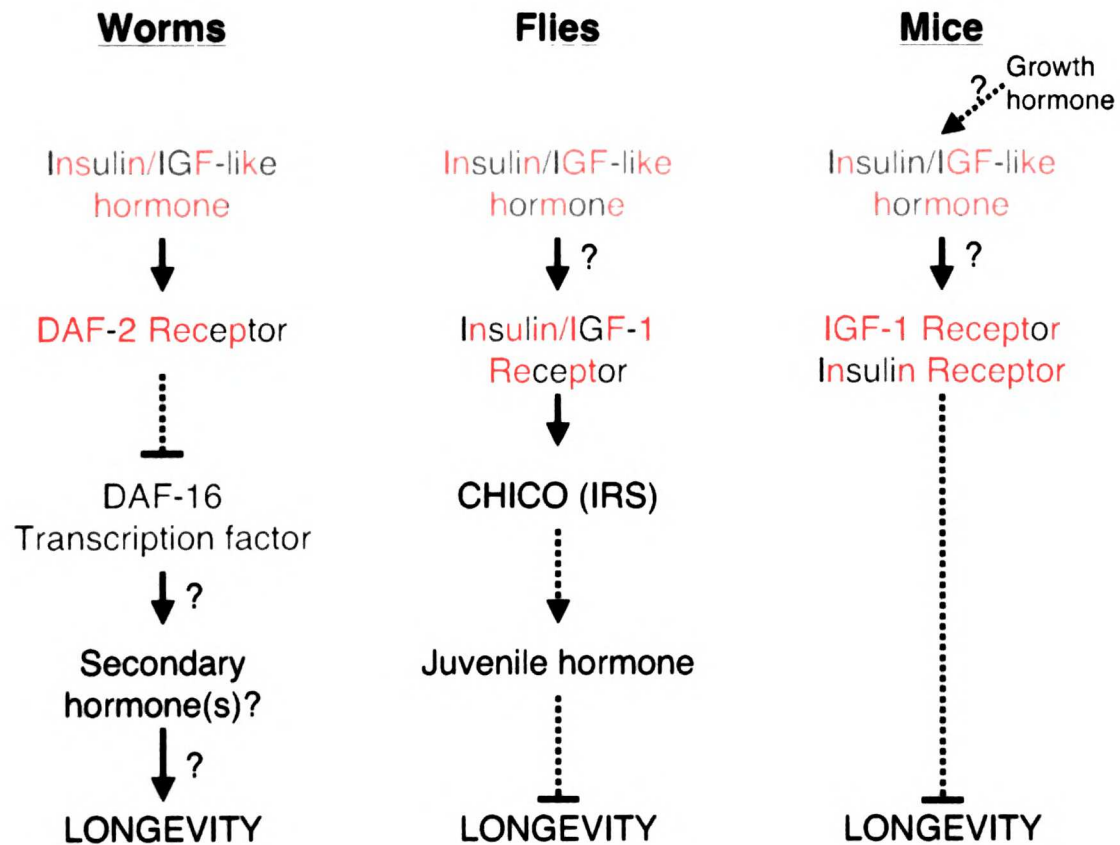 Worms
Insulin/IGF-like
hormone
?
DAF-2 Receptor
DAF-16
Transcription factor
?
Secondary
hormone(s)?
?
LONGEVITY
Flies
Insulin/IGF-like
hormone
?
Insulin/IGF-1
Receptor
CHICO (IRS)
Juvenile hormone
LONGEVITY
Mice
Growth
hormone
?
Insulin/IGF-like
hormone
?
IGF-1 Receptor
Insulin Receptor
LONGEVITY